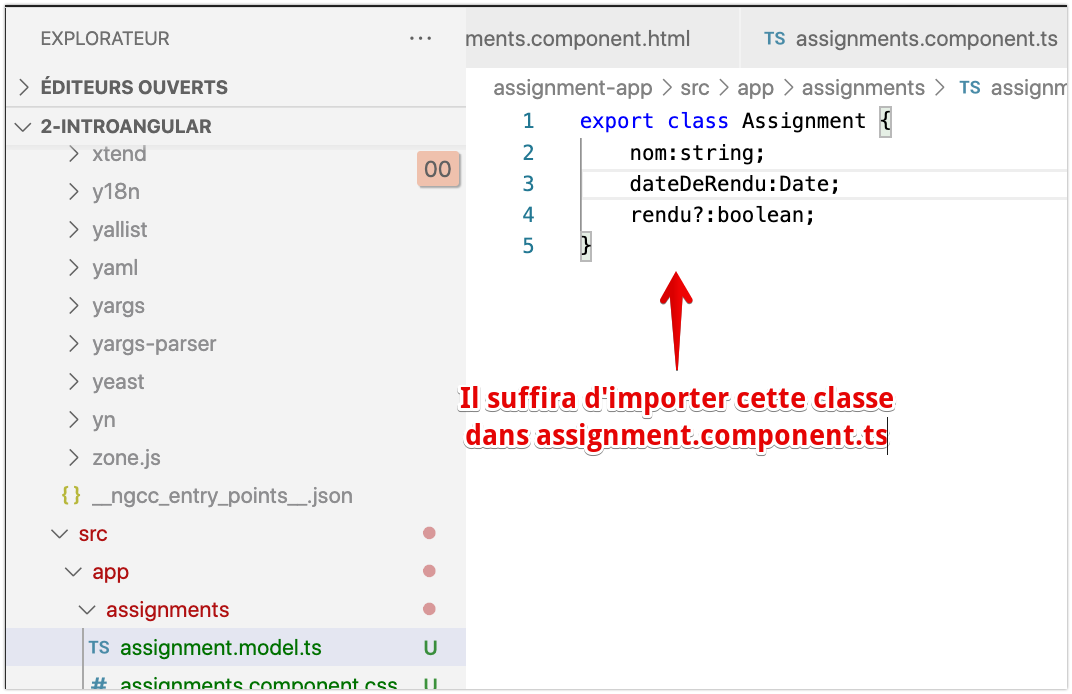 EXPLORATEUR ...
ÉDITEURS OUVERTS
2-INTROANGULAR
xtend
00
y18n
yallist
yaml
yargs
yargs-parser
yeast
yn
zone.js
{} __ngcc_entry_points__.json
src
app
assignments
TS assignment.model.ts U
# assignments.component.css U
ments.component.html
TS assignments.component.ts
assignment-app > src > app > assignments > TS assignm
1 export class Assignment {
2 nom:string;
3 dateDeRendu:Date;
4 rendu?:boolean;
5 }
Il suffira d'importer cette classe
dans assignment.component.ts